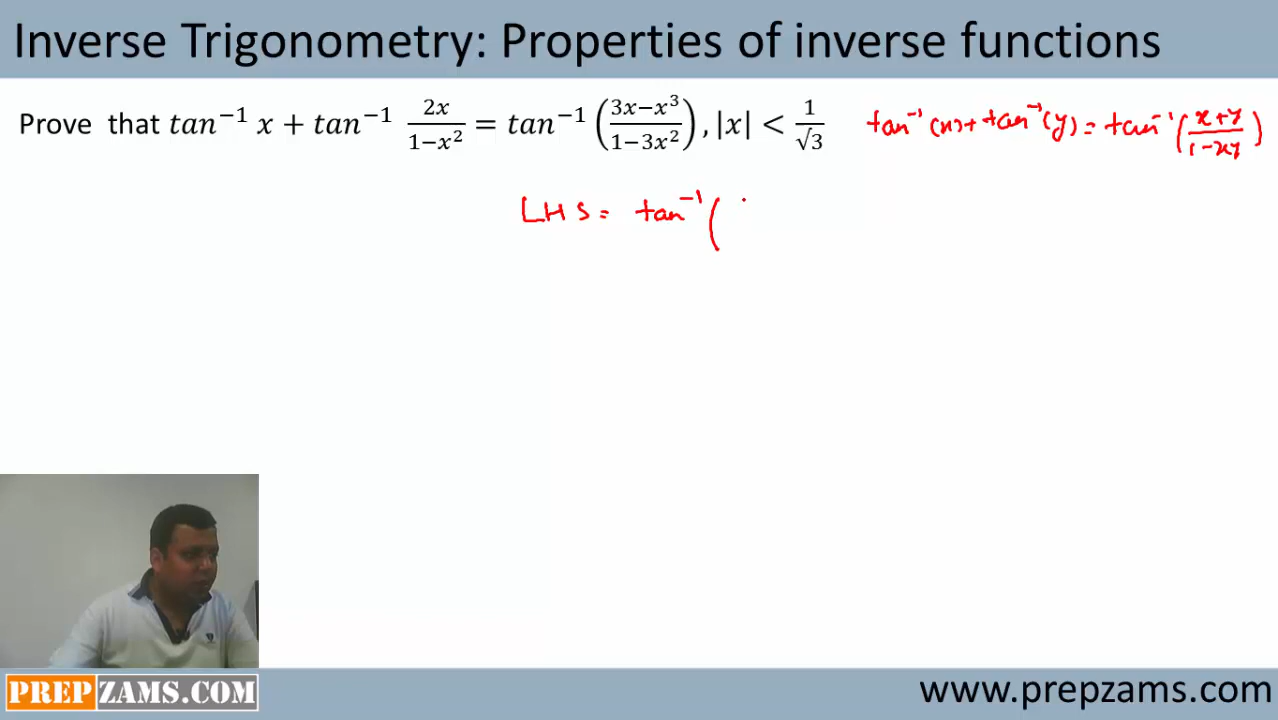 Inverse Trigonometry: Properties of inverse functions
Prove that tan⁻¹ x + tan⁻¹ 2x/(1−x²) = tan⁻¹ ((3x−x³)/(1−3x²)), |x| < 1/√3
tan⁻¹(x) + tan⁻¹(y) = tan⁻¹((x+y)/(1−xy))
LHS = tan⁻¹(
PREPZAMS.COM
www.prepzams.com